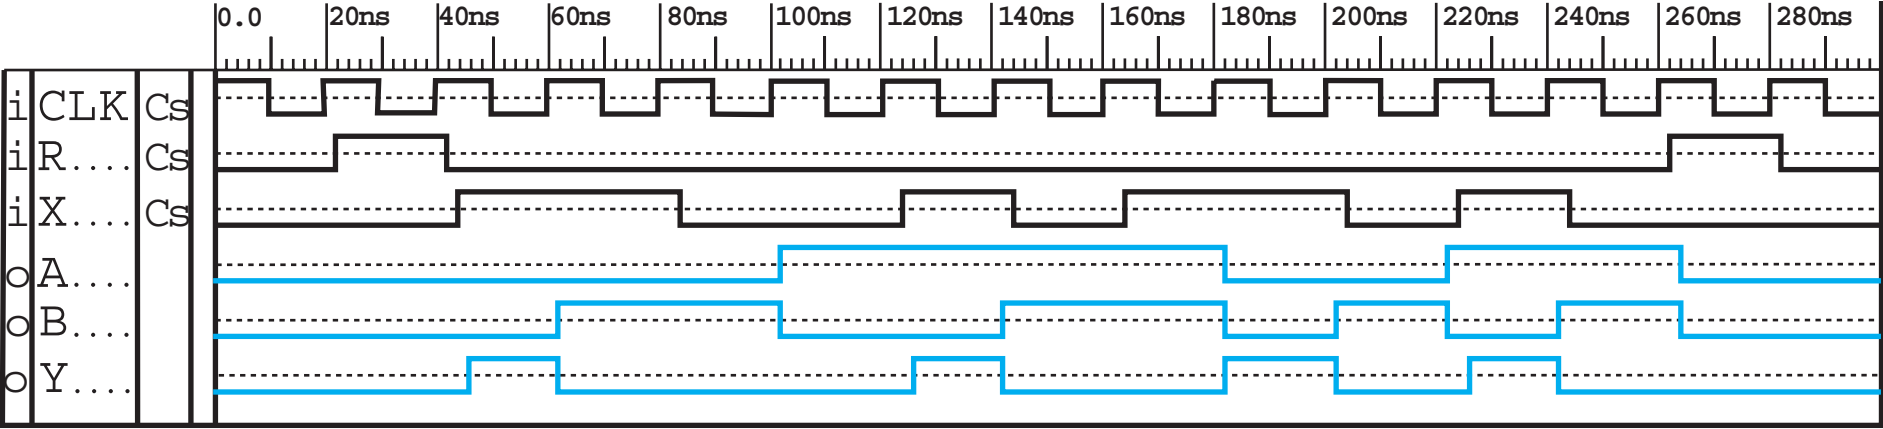 0.0 20ns 40ns 60ns 80ns 100ns 120ns 140ns 160ns 180ns 200ns 220ns 240ns 260ns 280ns
i CLK Cs
i R.... Cs
i X.... Cs
o A....
o B....
o Y....